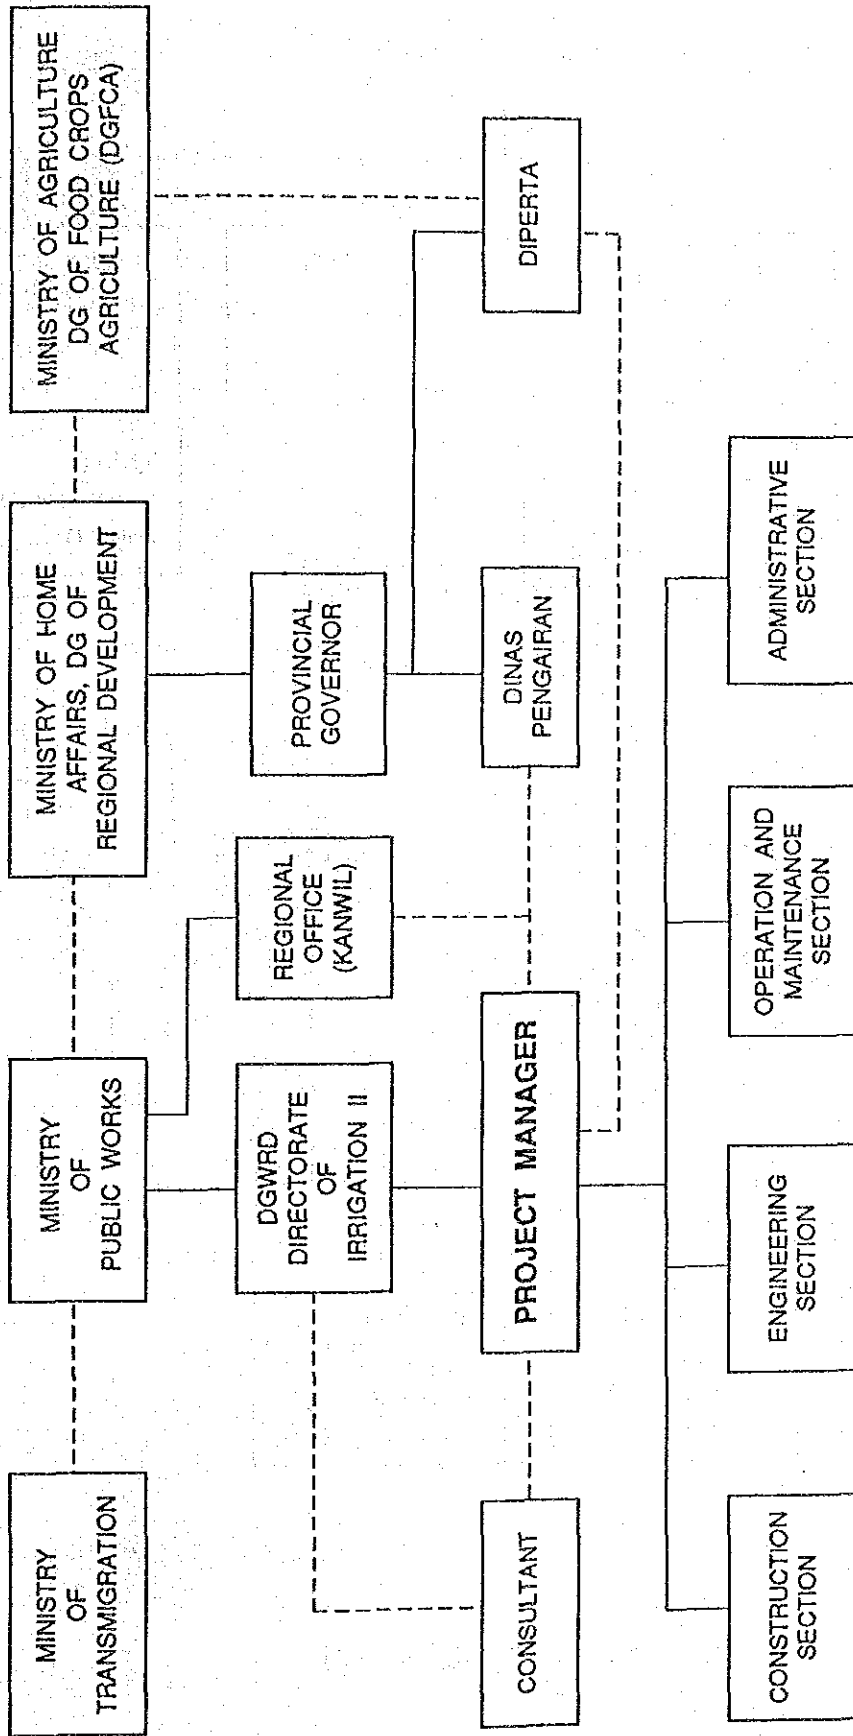 MINISTRY
OF
TRANSMIGRATION
MINISTRY
OF
PUBLIC WORKS
MINISTRY OF HOME
AFFAIRS, DG OF
REGIONAL DEVELOPMENT
MINISTRY OF AGRICULTURE
DG OF FOOD CROPS
AGRICULTURE (DGFCA)
DGWRD
DIRECTORATE
OF
IRRIGATION II
REGIONAL
OFFICE
(KANWIL)
PROVINCIAL
GOVERNOR
CONSULTANT
PROJECT MANAGER
DINAS
PENGAIRAN
DIPERTA
CONSTRUCTION
SECTION
ENGINEERING
SECTION
OPERATION AND
MAINTENANCE
SECTION
ADMINISTRATIVE
SECTION